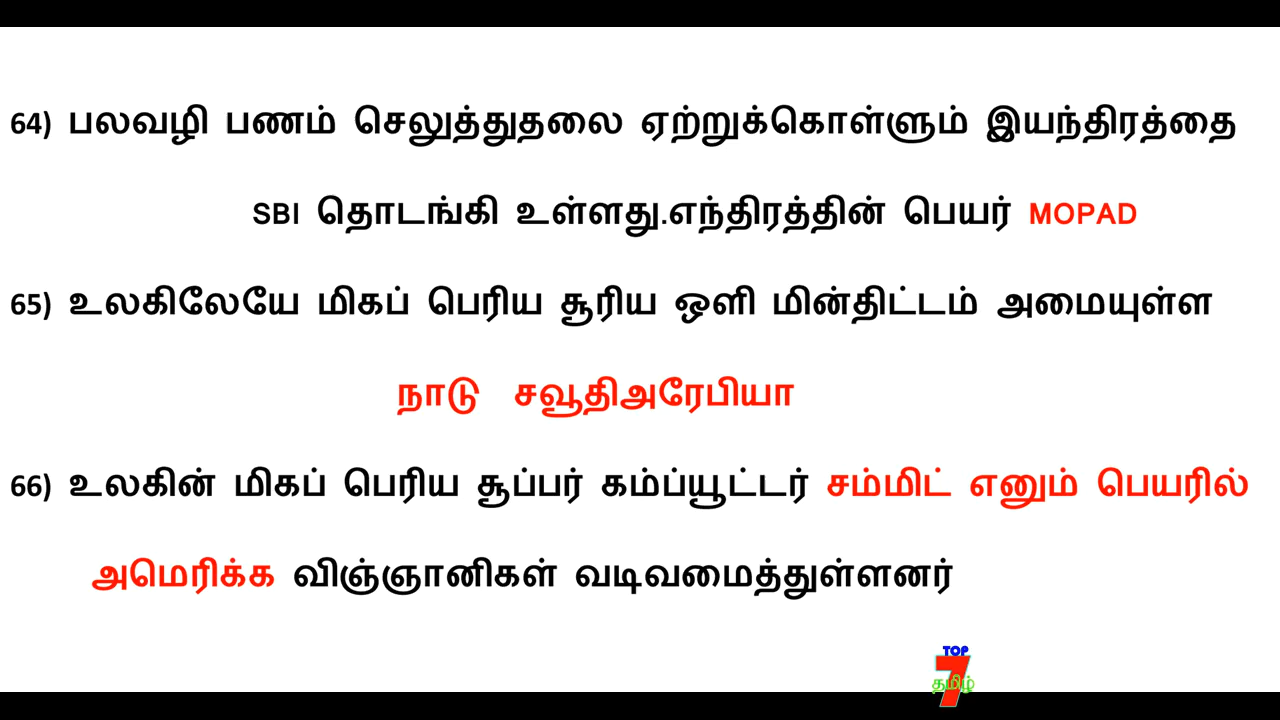 64) பலவழி பணம் செலுத்துதலை ஏற்றுக்கொள்ளும் இயந்திரத்தை
SBI தொடங்கி உள்ளது.எந்திரத்தின் பெயர் MOPAD
65) உலகிலேயே மிகப் பெரிய சூரிய ஒளி மின்திட்டம் அமையுள்ள
நாடு சவூதிஅரேபியா
66) உலகின் மிகப் பெரிய சூப்பர் கம்ப்யூட்டர் சம்மிட் எனும் பெயரில்
அமெரிக்க விஞ்ஞானிகள் வடிவமைத்துள்ளனர்
TOP
7
தமிழ்